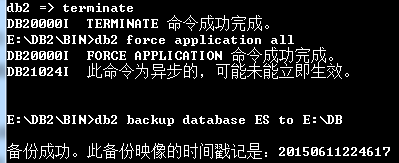 db2 => terminate
DB20000I  TERMINATE 命令成功完成。
E:\DB2\BIN>db2 force application all
DB20000I  FORCE APPLICATION 命令成功完成。
DB21024I  此命令为异步的，可能未能立即生效。
E:\DB2\BIN>db2 backup database ES to E:\DB
备份成功。此备份映像的时间戳记是：20150611224617